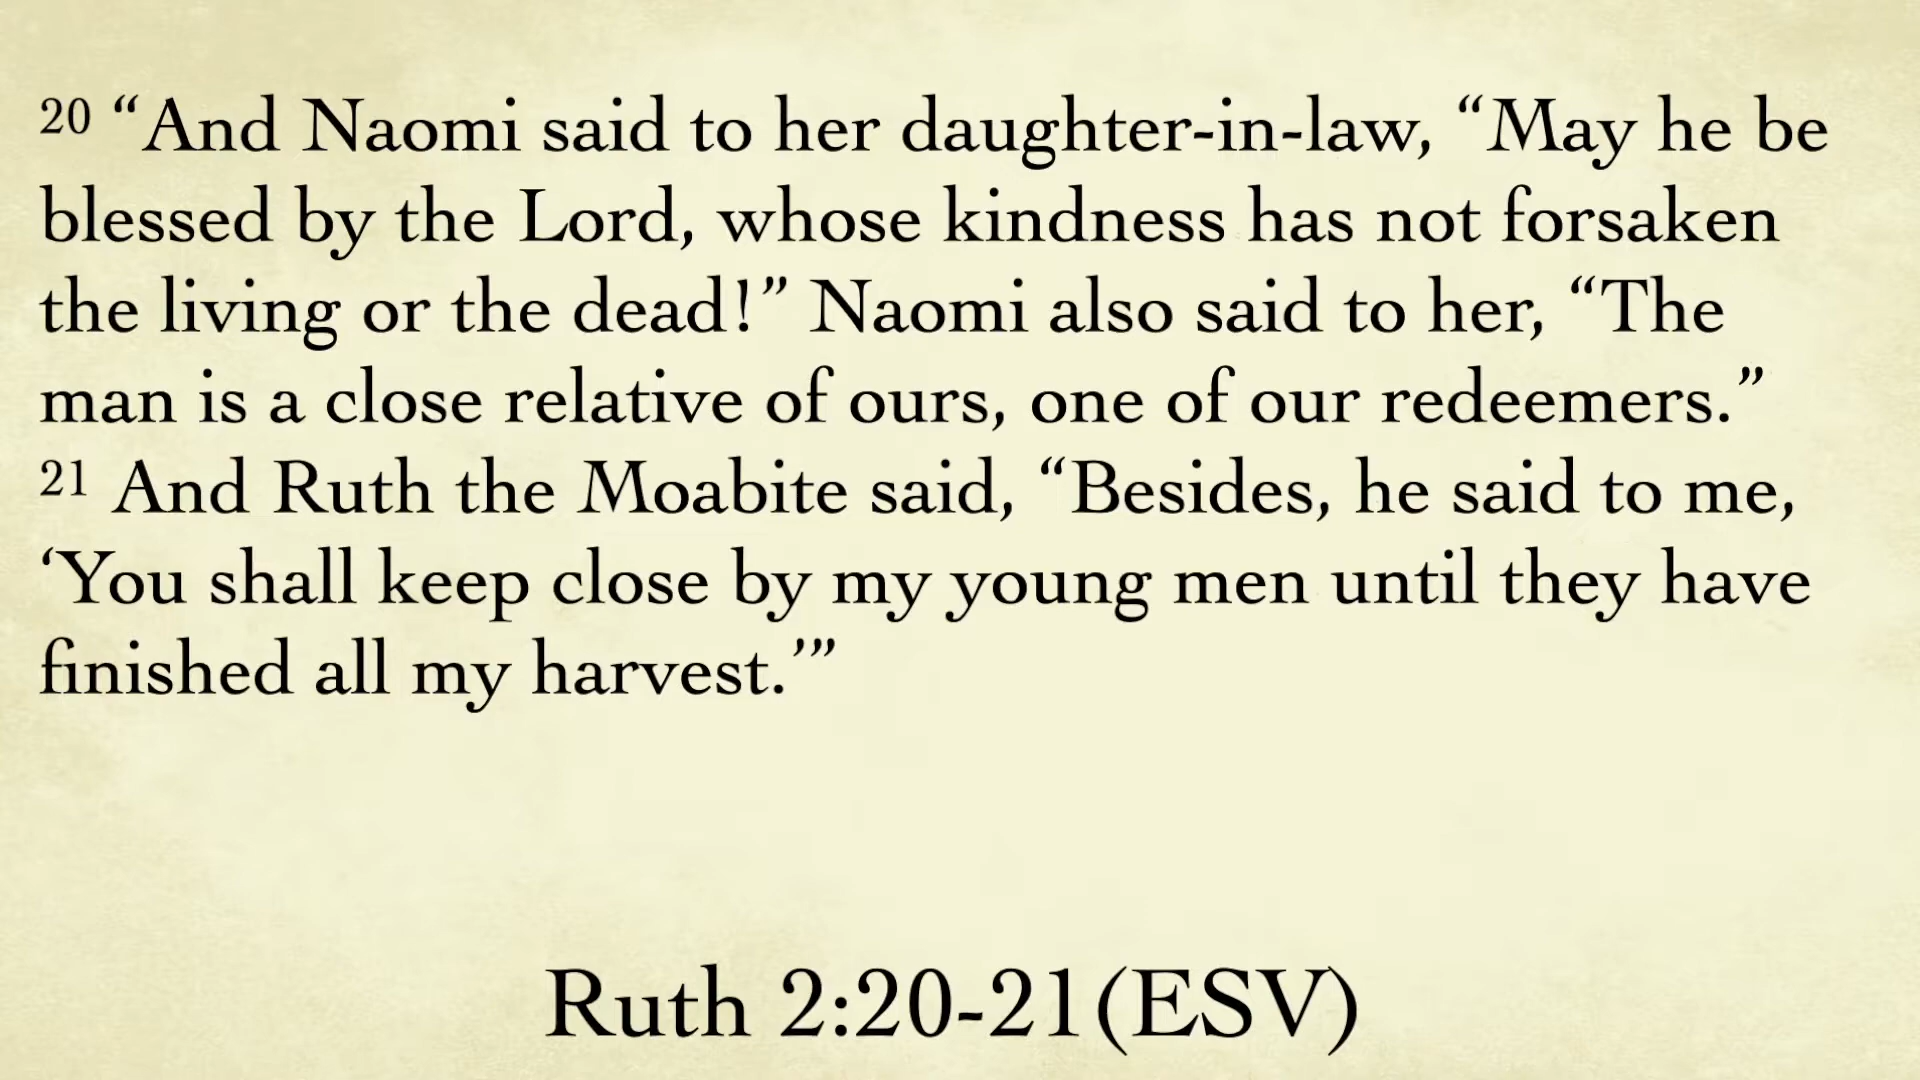 20 “And Naomi said to her daughter-in-law, “May he be
blessed by the Lord, whose kindness has not forsaken
the living or the dead!” Naomi also said to her, “The
man is a close relative of ours, one of our redeemers.”
21 And Ruth the Moabite said, “Besides, he said to me,
‘You shall keep close by my young men until they have
finished all my harvest.’”
Ruth 2:20-21(ESV)